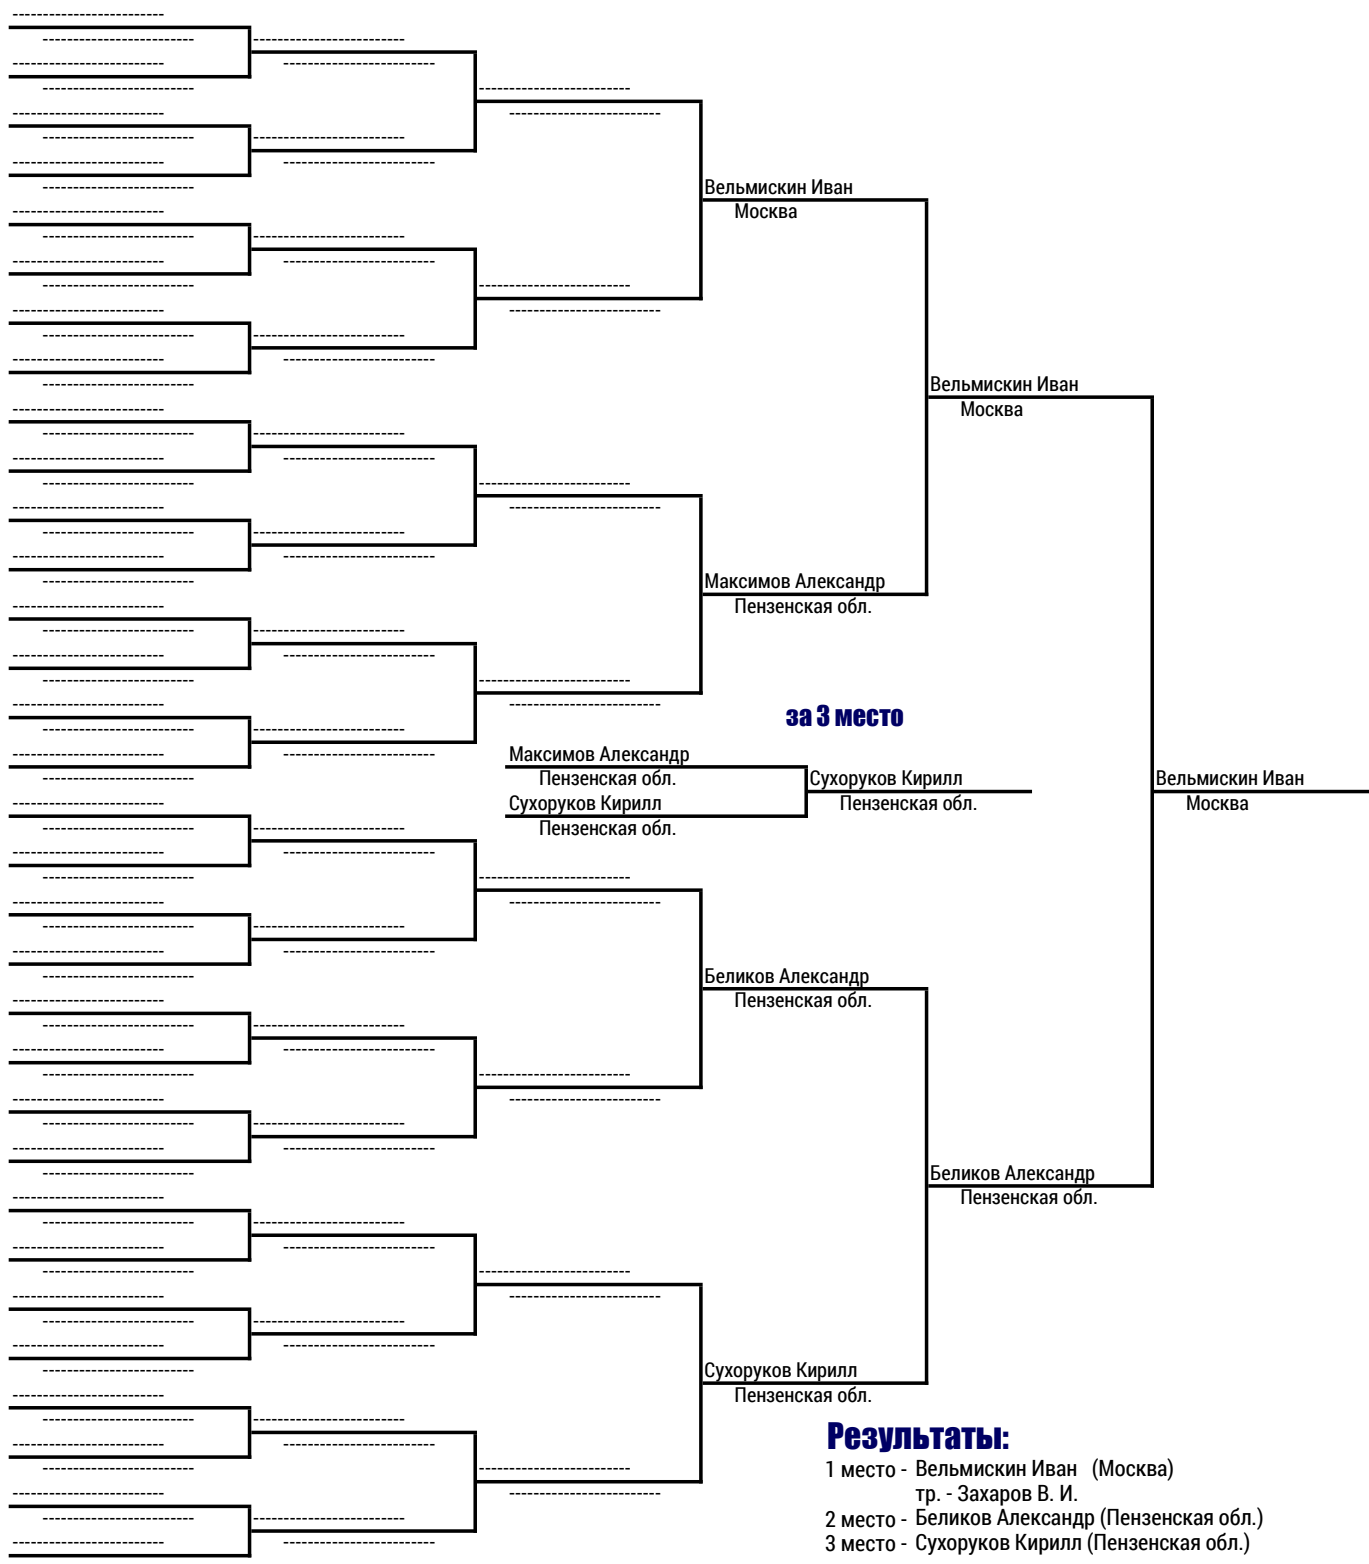 Вельмискин Иван
Москва
Вельмискин Иван
Москва
Максимов Александр
Пензенская обл.
за 3 место
Максимов Александр
Пензенская обл.
Сухоруков Кирилл
Пензенская обл.
Сухоруков Кирилл
Пензенская обл.
Вельмискин Иван
Москва
Беликов Александр
Пензенская обл.
Беликов Александр
Пензенская обл.
Сухоруков Кирилл
Пензенская обл.
Результаты:
1 место - Вельмискин Иван (Москва)
тр. - Захаров В. И.
2 место - Беликов Александр (Пензенская обл.)
3 место - Сухоруков Кирилл (Пензенская обл.)